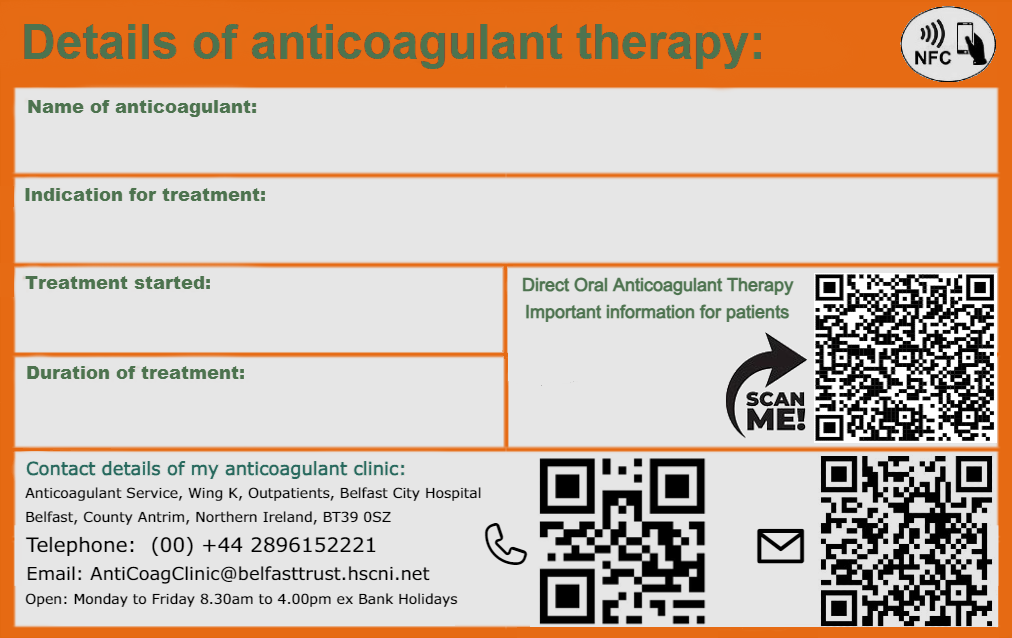 Details of anticoagulant therapy:
NFC
Name of anticoagulant:
Indication for treatment:
Treatment started:
Direct Oral Anticoagulant Therapy
Important information for patients
SCAN
ME!
Duration of treatment:
Contact details of my anticoagulant clinic:
Anticoagulant Service, Wing K, Outpatients, Belfast City Hospital
Belfast, County Antrim, Northern Ireland, BT39 0SZ
Telephone: (00) +44 2896152221
Email: AntiCoagClinic@belfasttrust.hscni.net
Open: Monday to Friday 8.30am to 4.00pm ex Bank Holidays